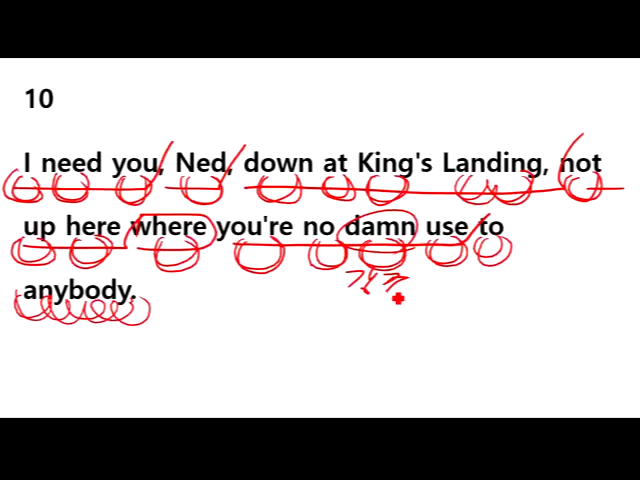 10
I need you, Ned, down at King's Landing, not
up here where you're no damn use to
anybody.